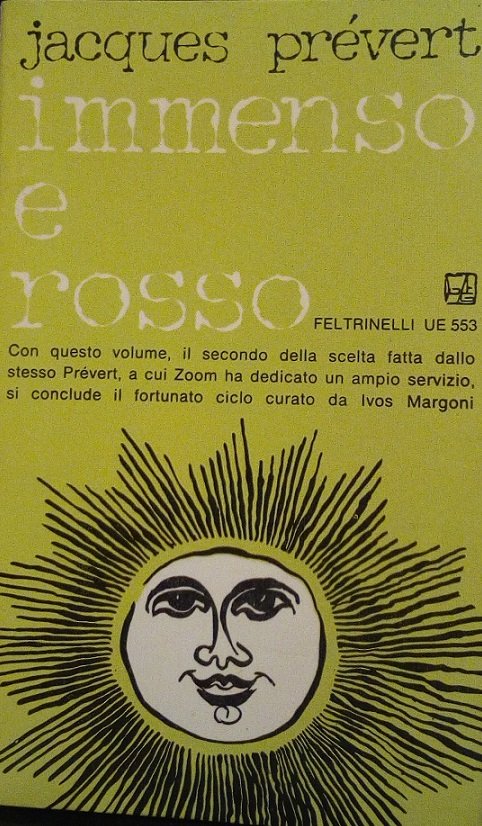 jacques prévert
immenso
e
rosso
FELTRINELLI UE 553
Con questo volume, il secondo della scelta fatta dallo
stesso Prévert, a cui Zoom ha dedicato un ampio servizio,
si conclude il fortunato ciclo curato da Ivos Margoni